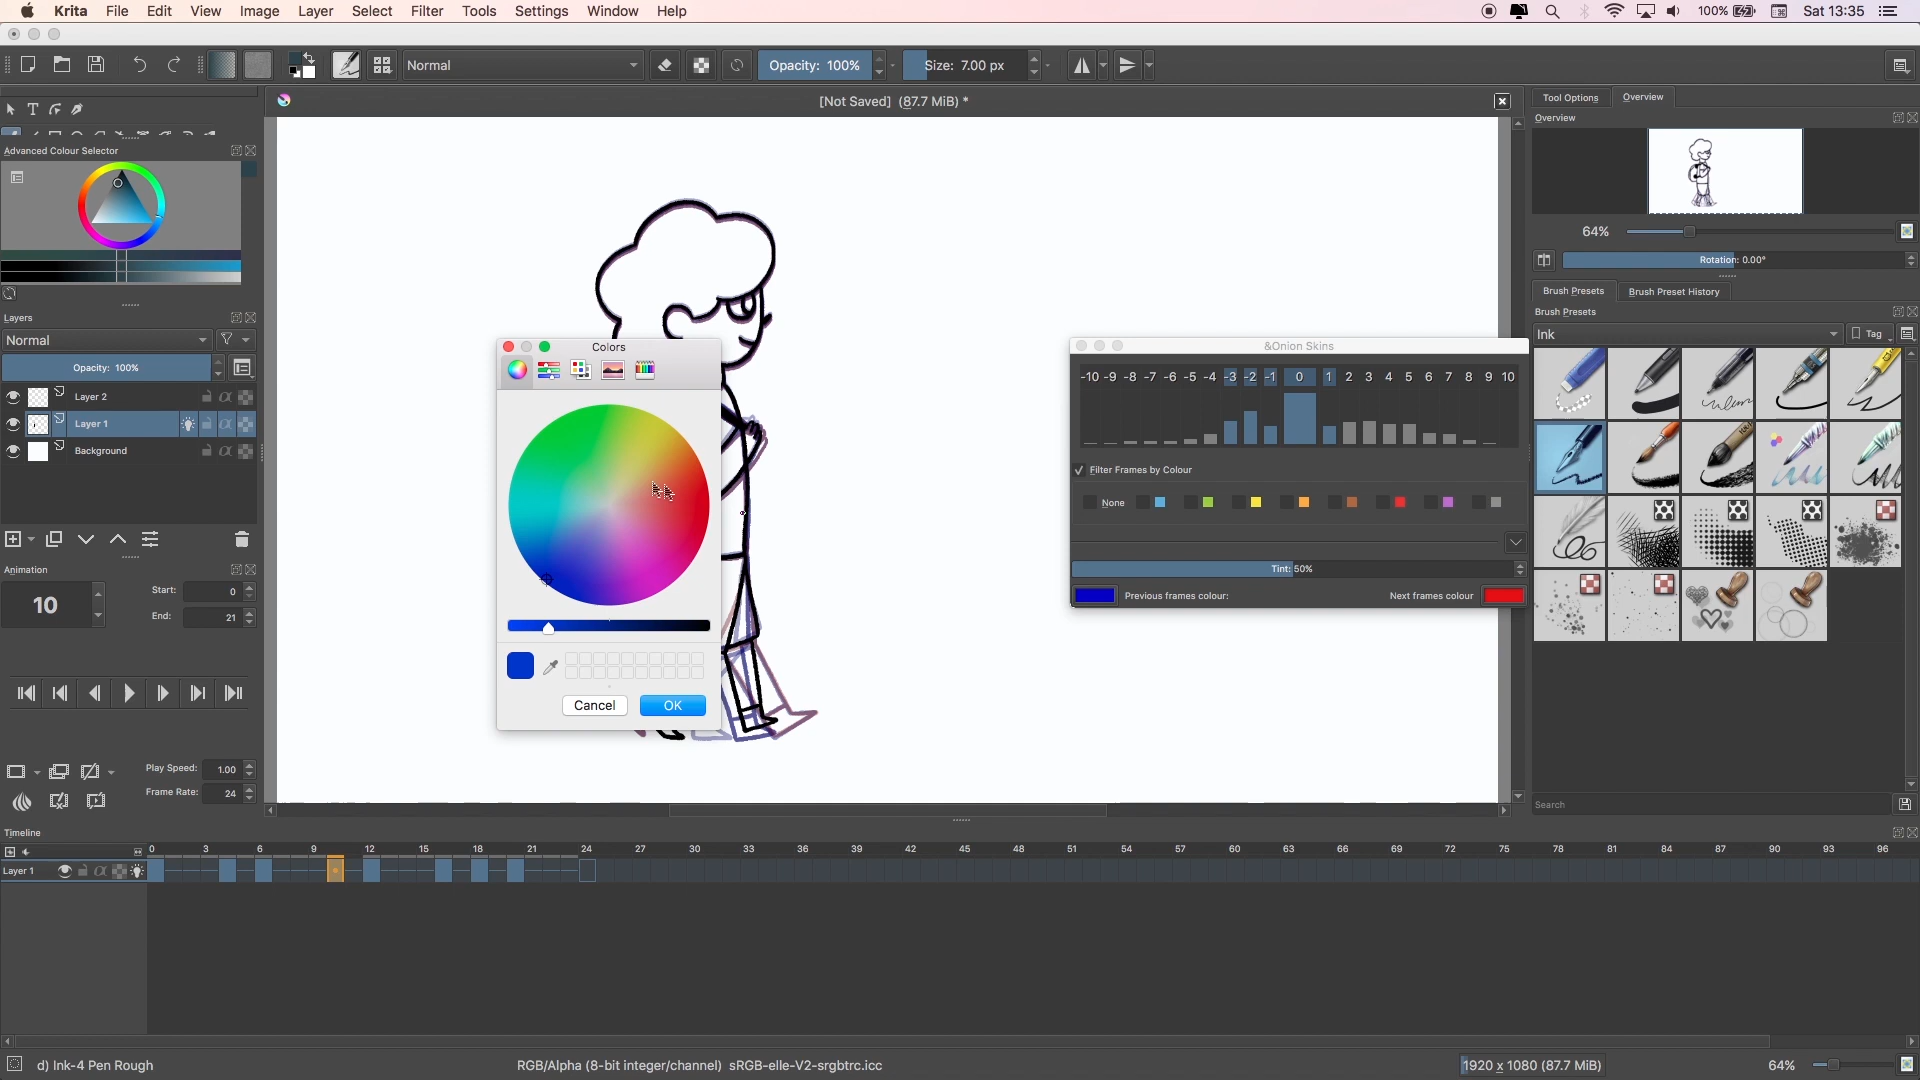 Krita File Edit View Image Layer Select Filter Tools Settings Window Help 100% Sat 13:35
Normal Opacity: 100% Size: 7.00 px
[Not Saved] (87.7 MiB) *
Advanced Colour Selector
Layers
Normal
Opacity: 100%
Layer 2
Layer 1
Background
Animation
10
Start: 0
End: 21
Play Speed: 1.00
Frame Rate: 24
Colors
Cancel OK
&Onion Skins
-10 -9 -8 -7 -6 -5 -4 -3 -2 -1 0 1 2 3 4 5 6 7 8 9 10
Filter Frames by Colour
None
Tint: 50%
Previous frames colour: Next frames colour
Tool Options Overview
Overview
64%
Rotation: 0.00°
Brush Presets Brush Preset History
Brush Presets
Ink Tag
Search
Timeline
0 3 6 9 12 15 18 21 24 27 30 33 36 39 42 45 48 51 54 57 60 63 66 69 72 75 78 81 84 87 90 93 96
Layer 1
d) Ink-4 Pen Rough RGB/Alpha (8-bit integer/channel) sRGB-elle-V2-srgbtrc.icc 1920 x 1080 (87.7 MiB) 64%